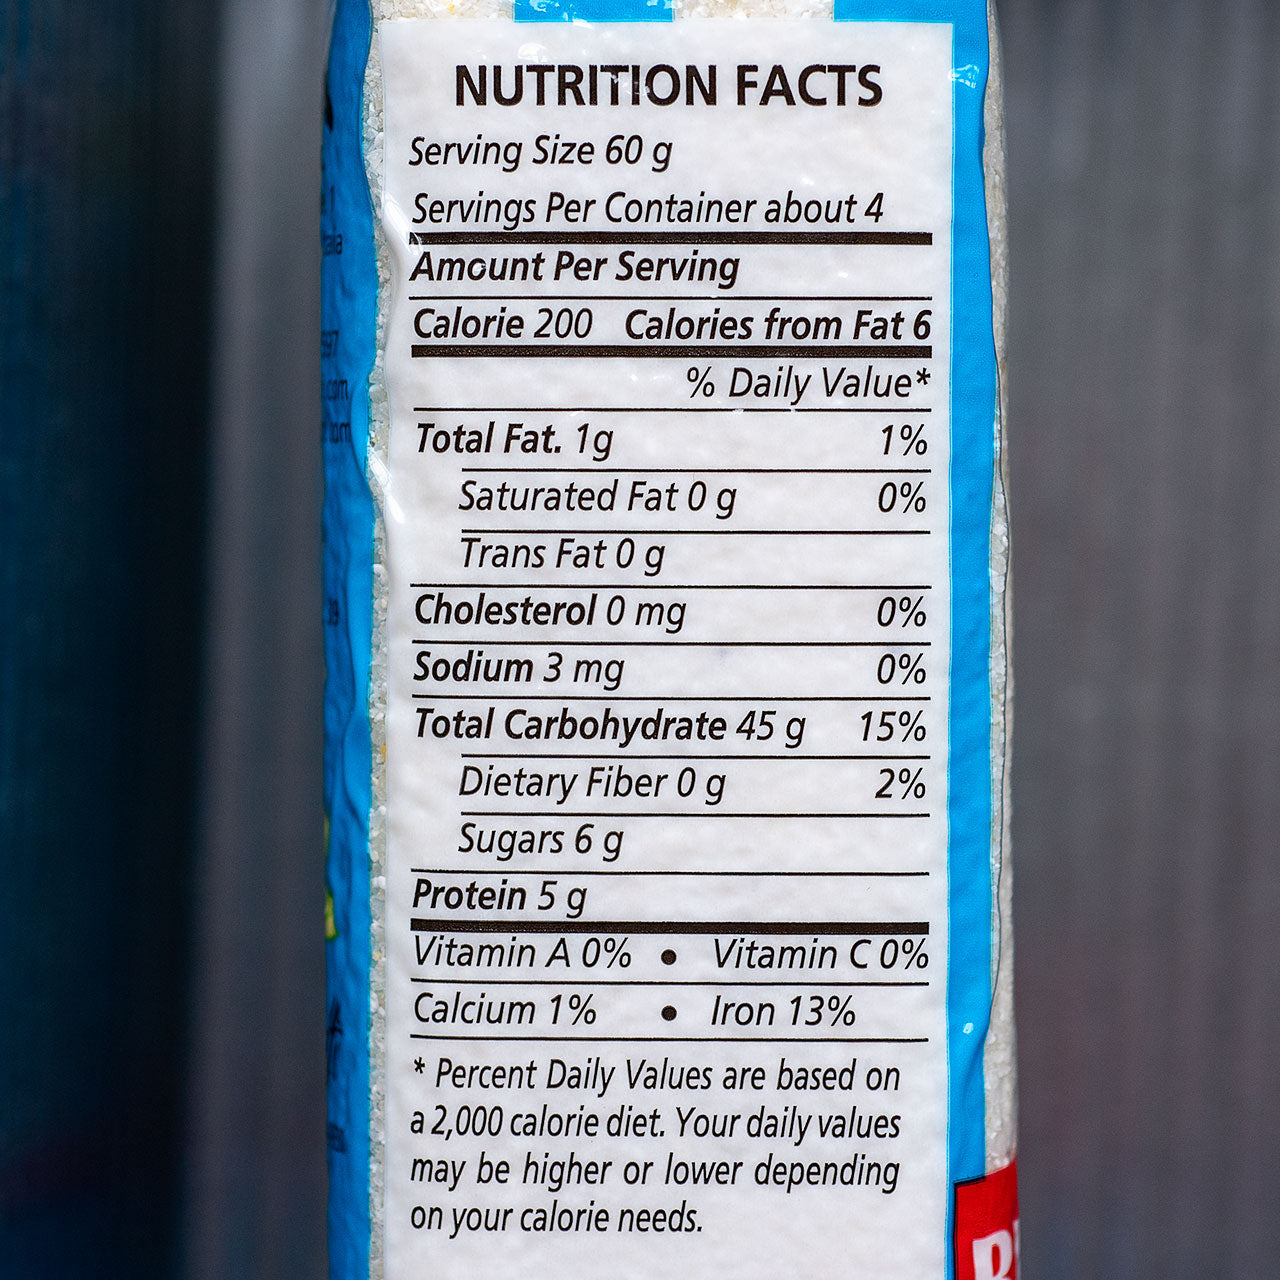 NUTRITION FACTS
Serving Size 60 g
Servings Per Container about 4
Amount Per Serving
Calorie 200 Calories from Fat 6
% Daily Value*
Total Fat. 1g 1%
Saturated Fat 0 g 0%
Trans Fat 0 g
Cholesterol 0 mg 0%
Sodium 3 mg 0%
Total Carbohydrate 45 g 15%
Dietary Fiber 0 g 2%
Sugars 6 g
Protein 5 g
Vitamin A 0% • Vitamin C 0%
Calcium 1% • Iron 13%
* Percent Daily Values are based on
a 2,000 calorie diet. Your daily values
may be higher or lower depending
on your calorie needs.